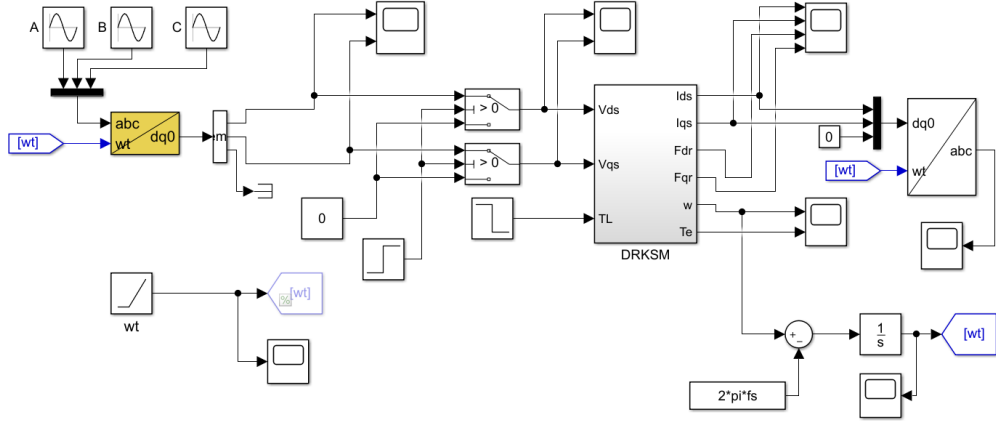 A
B
C
abc
wt
dq0
[wt]
m
> 0
> 0
0
Vds
Vqs
TL
Ids
Iqs
Fdr
Fqr
w
Te
DRKSM
0
[wt]
dq0
wt
abc
wt
%
[wt]
+
−
1
s
[wt]
2*pi*fs